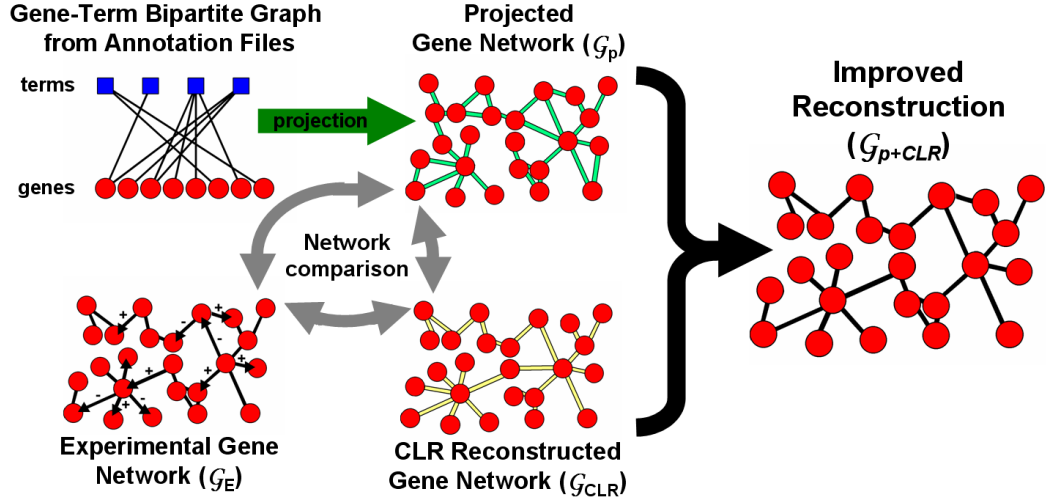 Gene-Term Bipartite Graph
from Annotation Files
terms
genes
projection
Projected
Gene Network (𝒢p)
Improved
Reconstruction
(𝒢p+CLR)
Network
comparison
+
-
+
-
+
+
+
-
+
-
Experimental Gene
Network (𝒢E)
CLR Reconstructed
Gene Network (𝒢CLR)